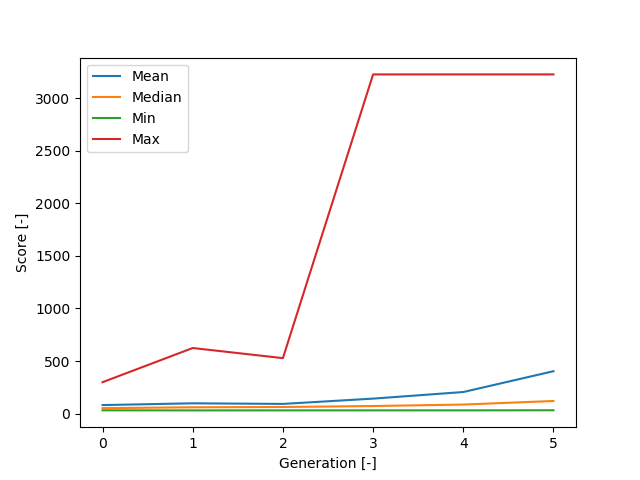 Mean
Median
Min
Max
3000
2500
2000
1500
1000
500
0
Score [-]
0 1 2 3 4 5
Generation [-]